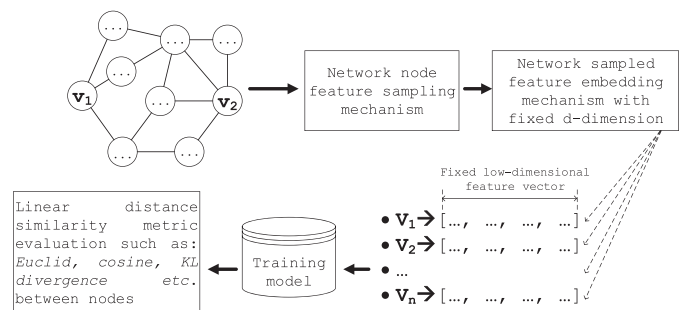 ...
...
...
...
v1
...
v2
...
...
Network node
feature sampling
mechanism
Network sampled
feature embedding
mechanism with
fixed d-dimension
Fixed low-dimensional
feature vector
• V1→[…, …, …, …]
• V2→[…, …, …, …]
• …
• Vn→[…, …, …, …]
Training
model
Linear distance
similarity metric
evaluation such as:
Euclid, cosine, KL
divergence etc.
between nodes